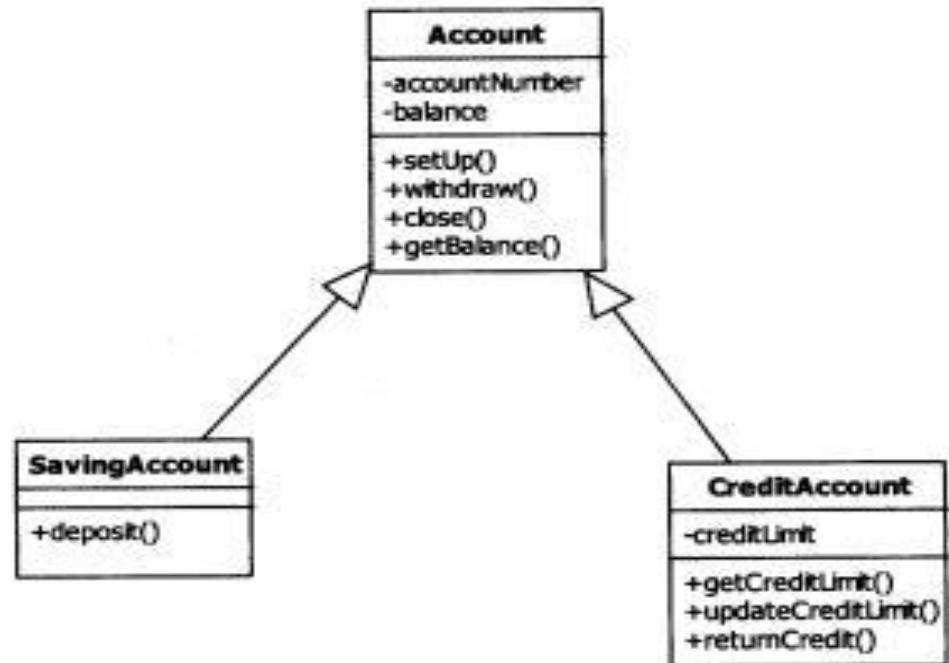 Account
-accountNumber
-balance
+setUp()
+withdraw()
+close()
+getBalance()
SavingAccount
+deposit()
CreditAccount
-creditLimit
+getCreditLimit()
+updateCreditLimit()
+returnCredit()